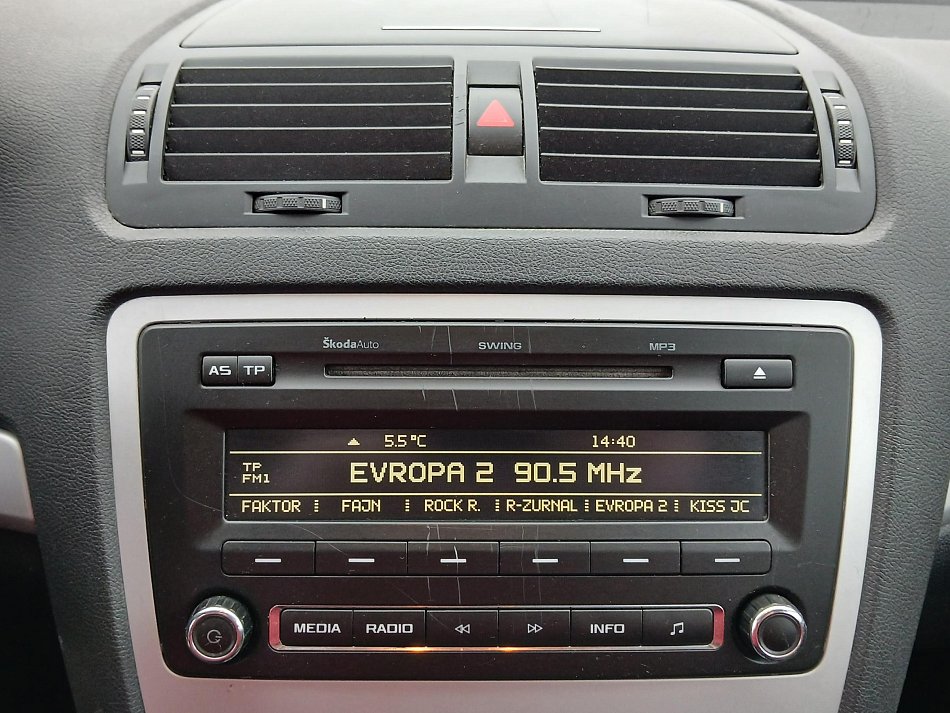 ŠkodaAuto SWING MP3
AS TP
5.5 °C 14:40
TP
FM1
EVROPA 2 90.5 MHz
FAKTOR FAJN ROCK R. R-ZURNAL EVROPA 2 KISS JC
MEDIA RADIO INFO